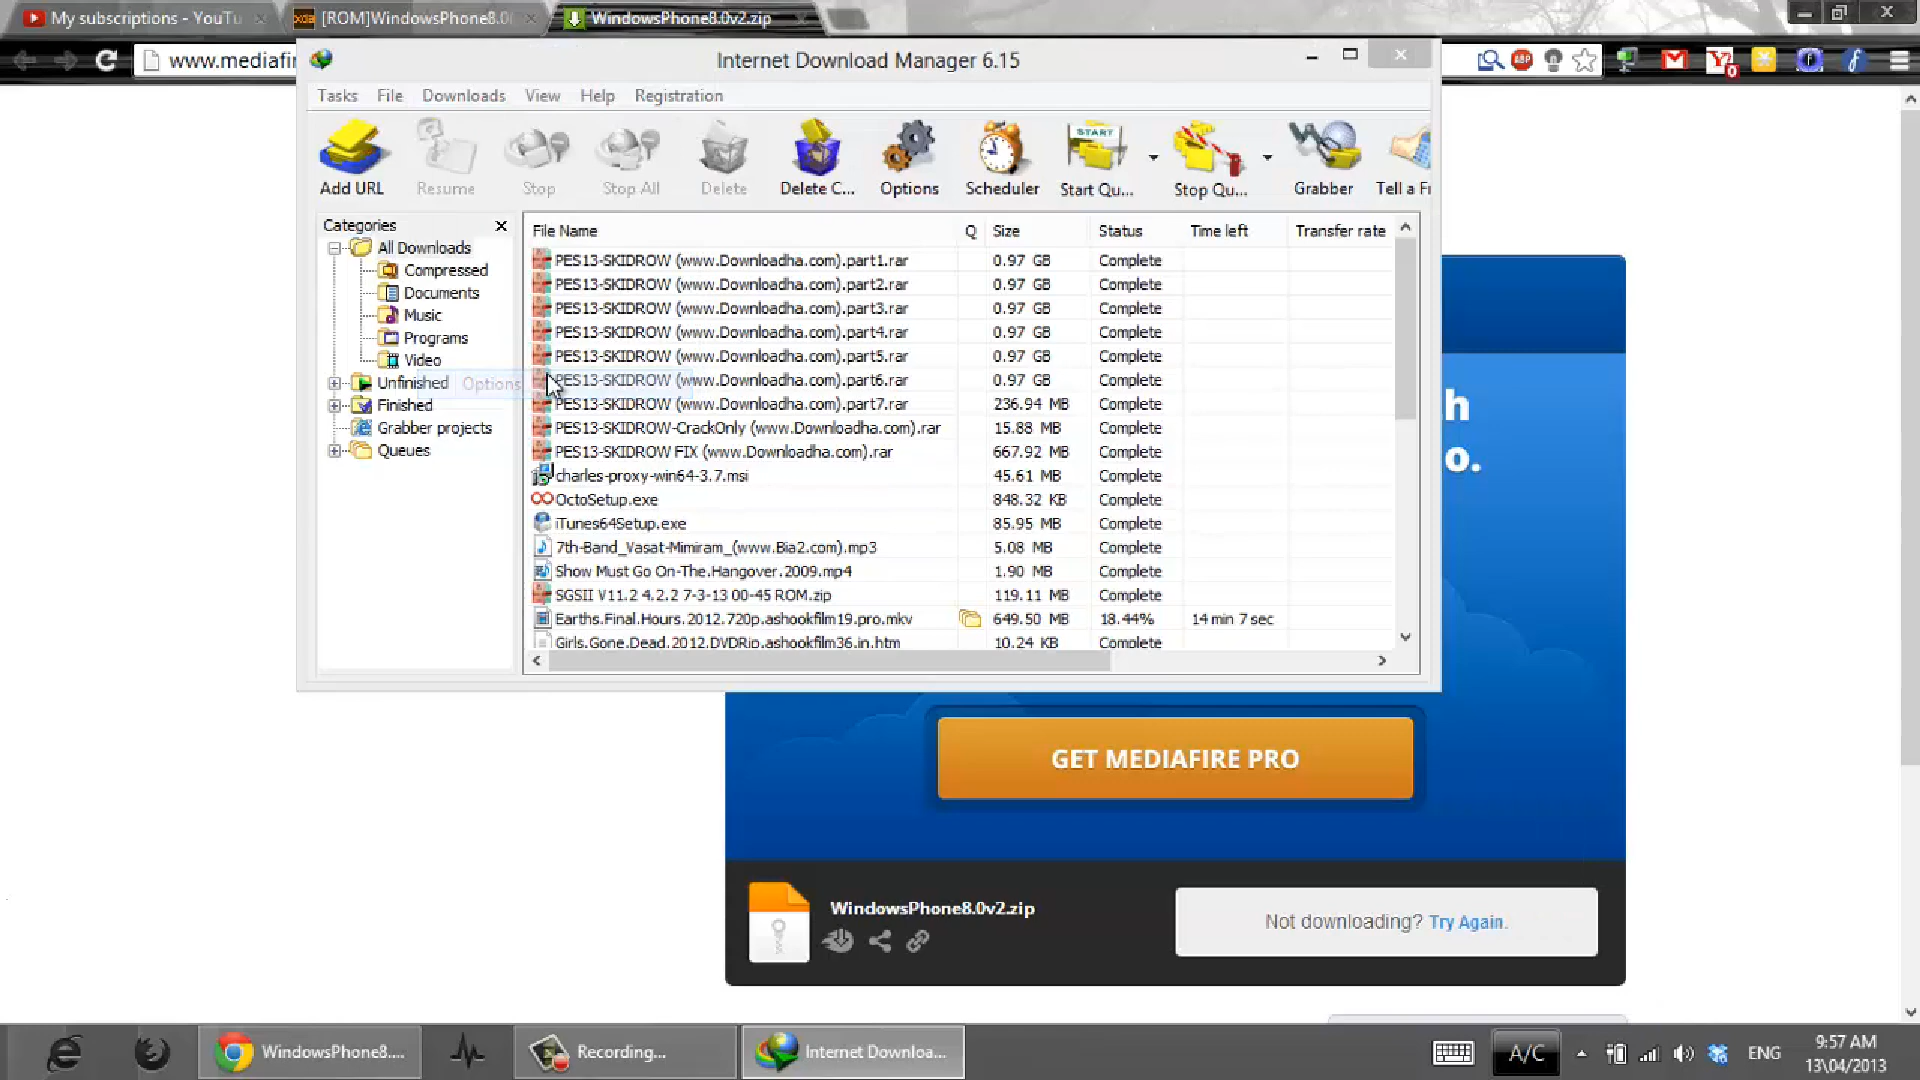 My subscriptions - YouTu
[ROM]WindowsPhone8.0(
WindowsPhone8.0v2.zip
www.mediafi
Internet Download Manager 6.15
Tasks File Downloads View Help Registration
Add URL Resume Stop Stop All Delete Delete C... Options Scheduler Start Qu... Stop Qu... Grabber Tell a Fr
START
Categories
All Downloads
Compressed
Documents
Music
Programs
Video
Unfinished
Options
Finished
Grabber projects
Queues
File Name Q Size Status Time left Transfer rate
PES13-SKIDROW (www.Downloadha.com).part1.rar 0.97 GB Complete
PES13-SKIDROW (www.Downloadha.com).part2.rar 0.97 GB Complete
PES13-SKIDROW (www.Downloadha.com).part3.rar 0.97 GB Complete
PES13-SKIDROW (www.Downloadha.com).part4.rar 0.97 GB Complete
PES13-SKIDROW (www.Downloadha.com).part5.rar 0.97 GB Complete
PES13-SKIDROW (www.Downloadha.com).part6.rar 0.97 GB Complete
PES13-SKIDROW (www.Downloadha.com).part7.rar 236.94 MB Complete
PES13-SKIDROW-CrackOnly (www.Downloadha.com).rar 15.88 MB Complete
PES13-SKIDROW FIX (www.Downloadha.com).rar 667.92 MB Complete
charles-proxy-win64-3.7.msi 45.61 MB Complete
OctoSetup.exe 848.32 KB Complete
iTunes64Setup.exe 85.95 MB Complete
7th-Band_Vasat-Mimiram_(www.Bia2.com).mp3 5.08 MB Complete
Show Must Go On-The.Hangover.2009.mp4 1.90 MB Complete
SGSII V11.2 4.2.2 7-3-13 00-45 ROM.zip 119.11 MB Complete
Earths.Final.Hours.2012.720p.ashookfilm19.pro.mkv 649.50 MB 18.44% 14 min 7 sec
Girls.Gone.Dead.2012.DVDRip.ashookfilm36.in.htm 10.24 KB Complete
h
o.
GET MEDIAFIRE PRO
WindowsPhone8.0v2.zip
Not downloading? Try Again.
WindowsPhone8....
Recording...
Internet Downloa...
A/C
ENG
9:57 AM
13\04/2013